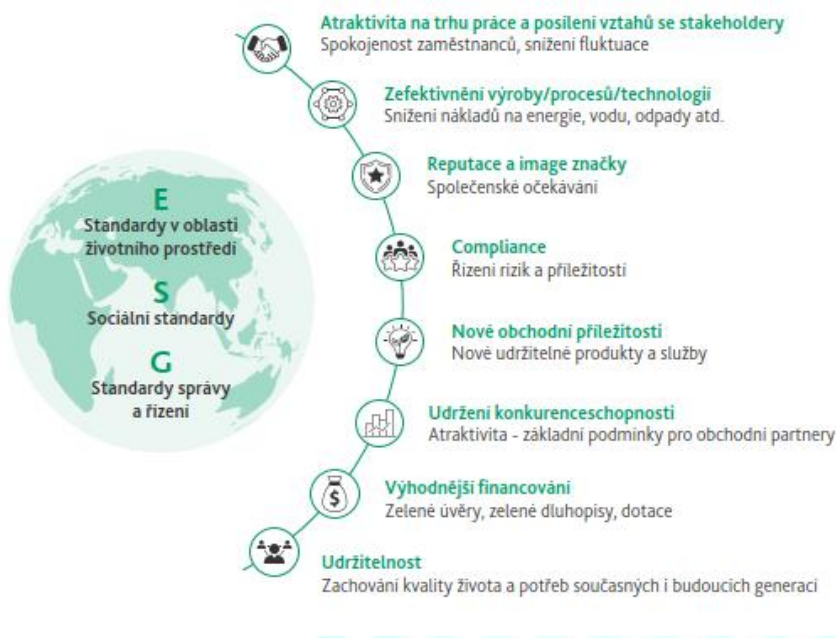 Atraktivita na trhu práce a posílení vztahů se stakeholdery
Spokojenost zaměstnanců, snížení fluktuace
Zefektivnění výroby/procesů/technologií
Snížení nákladů na energie, vodu, odpady atd.
Reputace a image značky
Společenské očekávání
E
Standardy v oblasti
životního prostředí
S
Sociální standardy
G
Standardy správy
a řízení
Compliance
Řízení rizik a příležitostí
Nové obchodní příležitosti
Nové udržitelné produkty a služby
Udržení konkurenceschopnosti
Atraktivita - základní podmínky pro obchodní partnery
Výhodnější financování
Zelené úvěry, zelené dluhopisy, dotace
Udržitelnost
Zachování kvality života a potřeb současných i budoucích generací